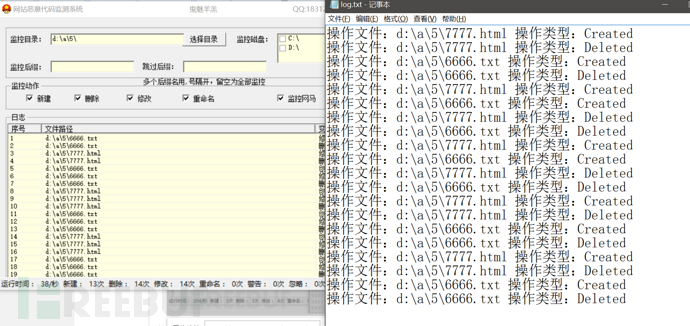 网站恶意代码监测系统
鬼魅羊羔
QQ:1831
监控目录:
d:\a\5\
选择目录
监控磁盘:
C:\
D:\
监控后缀:
跳过后缀:
多个后缀名用,号隔开,留空为全部监控
监控动作
新建
删除
修改
重命名
监控网马
日志
序号
文件路径
1 d:\a\5\6666.txt
2 d:\a\5\6666.txt
3 d:\a\5\7777.html
4 d:\a\5\7777.html
5 d:\a\5\6666.txt
6 d:\a\5\6666.txt
7 d:\a\5\6666.txt
8 d:\a\5\7777.html
9 d:\a\5\7777.html
10 d:\a\5\7777.html
11 d:\a\5\6666.txt
12 d:\a\5\6666.txt
13 d:\a\5\6666.txt
14 d:\a\5\7777.html
15 d:\a\5\7777.html
16 d:\a\5\7777.html
17 d:\a\5\6666.txt
18 d:\a\5\6666.txt
19 d:\a\5\6666.txt
运行时间: 38/秒 新建: 13次 删除: 14次 修改: 14次 重命名: 0次 警告: 0次 忽略: 0次
REEBUF
log.txt - 记事本
文件(F) 编辑(E) 格式(O) 查看(V) 帮助(H)
操作文件: d:\a\5\7777.html 操作类型: Created
操作文件: d:\a\5\7777.html 操作类型: Deleted
操作文件: d:\a\5\6666.txt 操作类型: Created
操作文件: d:\a\5\6666.txt 操作类型: Deleted
操作文件: d:\a\5\7777.html 操作类型: Created
操作文件: d:\a\5\6666.txt 操作类型: Created
操作文件: d:\a\5\7777.html 操作类型: Deleted
操作文件: d:\a\5\6666.txt 操作类型: Deleted
操作文件: d:\a\5\7777.html 操作类型: Created
操作文件: d:\a\5\6666.txt 操作类型: Created
操作文件: d:\a\5\7777.html 操作类型: Deleted
操作文件: d:\a\5\6666.txt 操作类型: Deleted
操作文件: d:\a\5\7777.html 操作类型: Created
操作文件: d:\a\5\7777.html 操作类型: Deleted
操作文件: d:\a\5\6666.txt 操作类型: Created
操作文件: d:\a\5\6666.txt 操作类型: Deleted
操作文件: d:\a\5\7777.html 操作类型: Created
操作文件: d:\a\5\7777.html 操作类型: Deleted
操作文件: d:\a\5\6666.txt 操作类型: Created
操作文件: d:\a\5\6666.txt 操作类型: Deleted